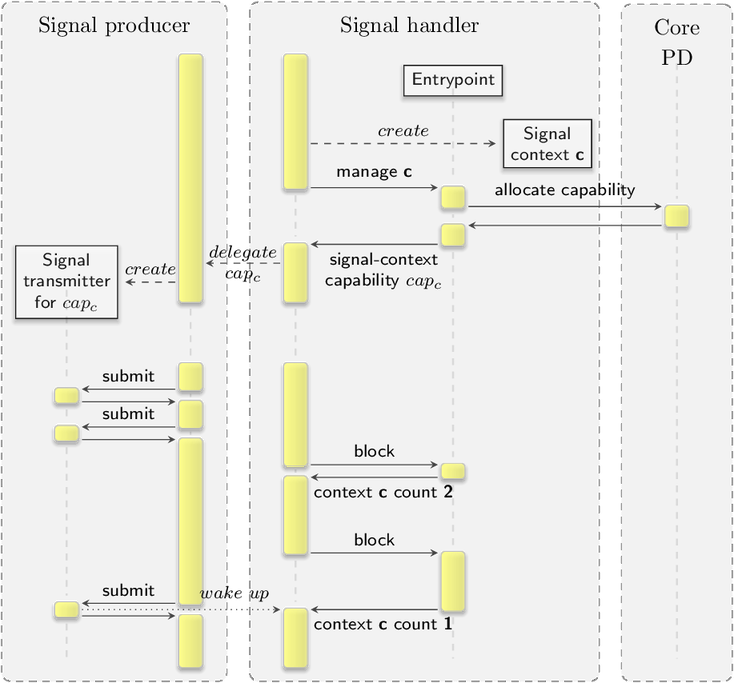 Signal producer
Signal handler
Core
PD
Entrypoint
create
Signal
context c
manage c
allocate capability
delegate
cap_c
signal-context
capability cap_c
Signal
transmitter
for cap_c
create
submit
submit
block
context c count 2
block
submit
wake up
context c count 1